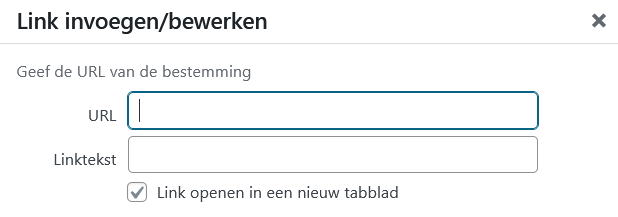 Link invoegen/bewerken
Geef de URL van de bestemming
URL
Linktekst
Link openen in een nieuw tabblad